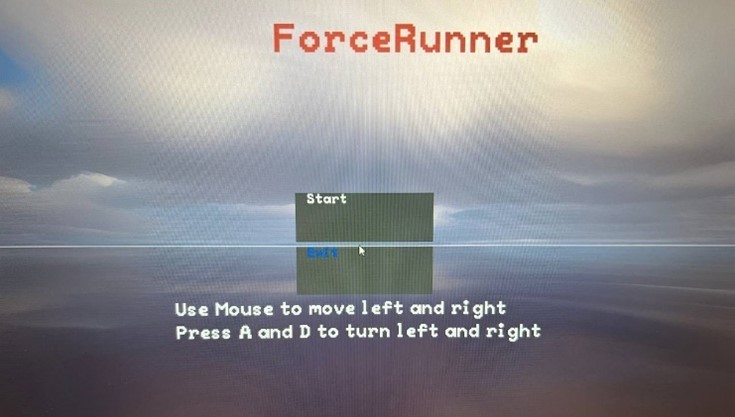 ForceRunner
Start
Exit
Use Mouse to move left and right
Press A and D to turn left and right